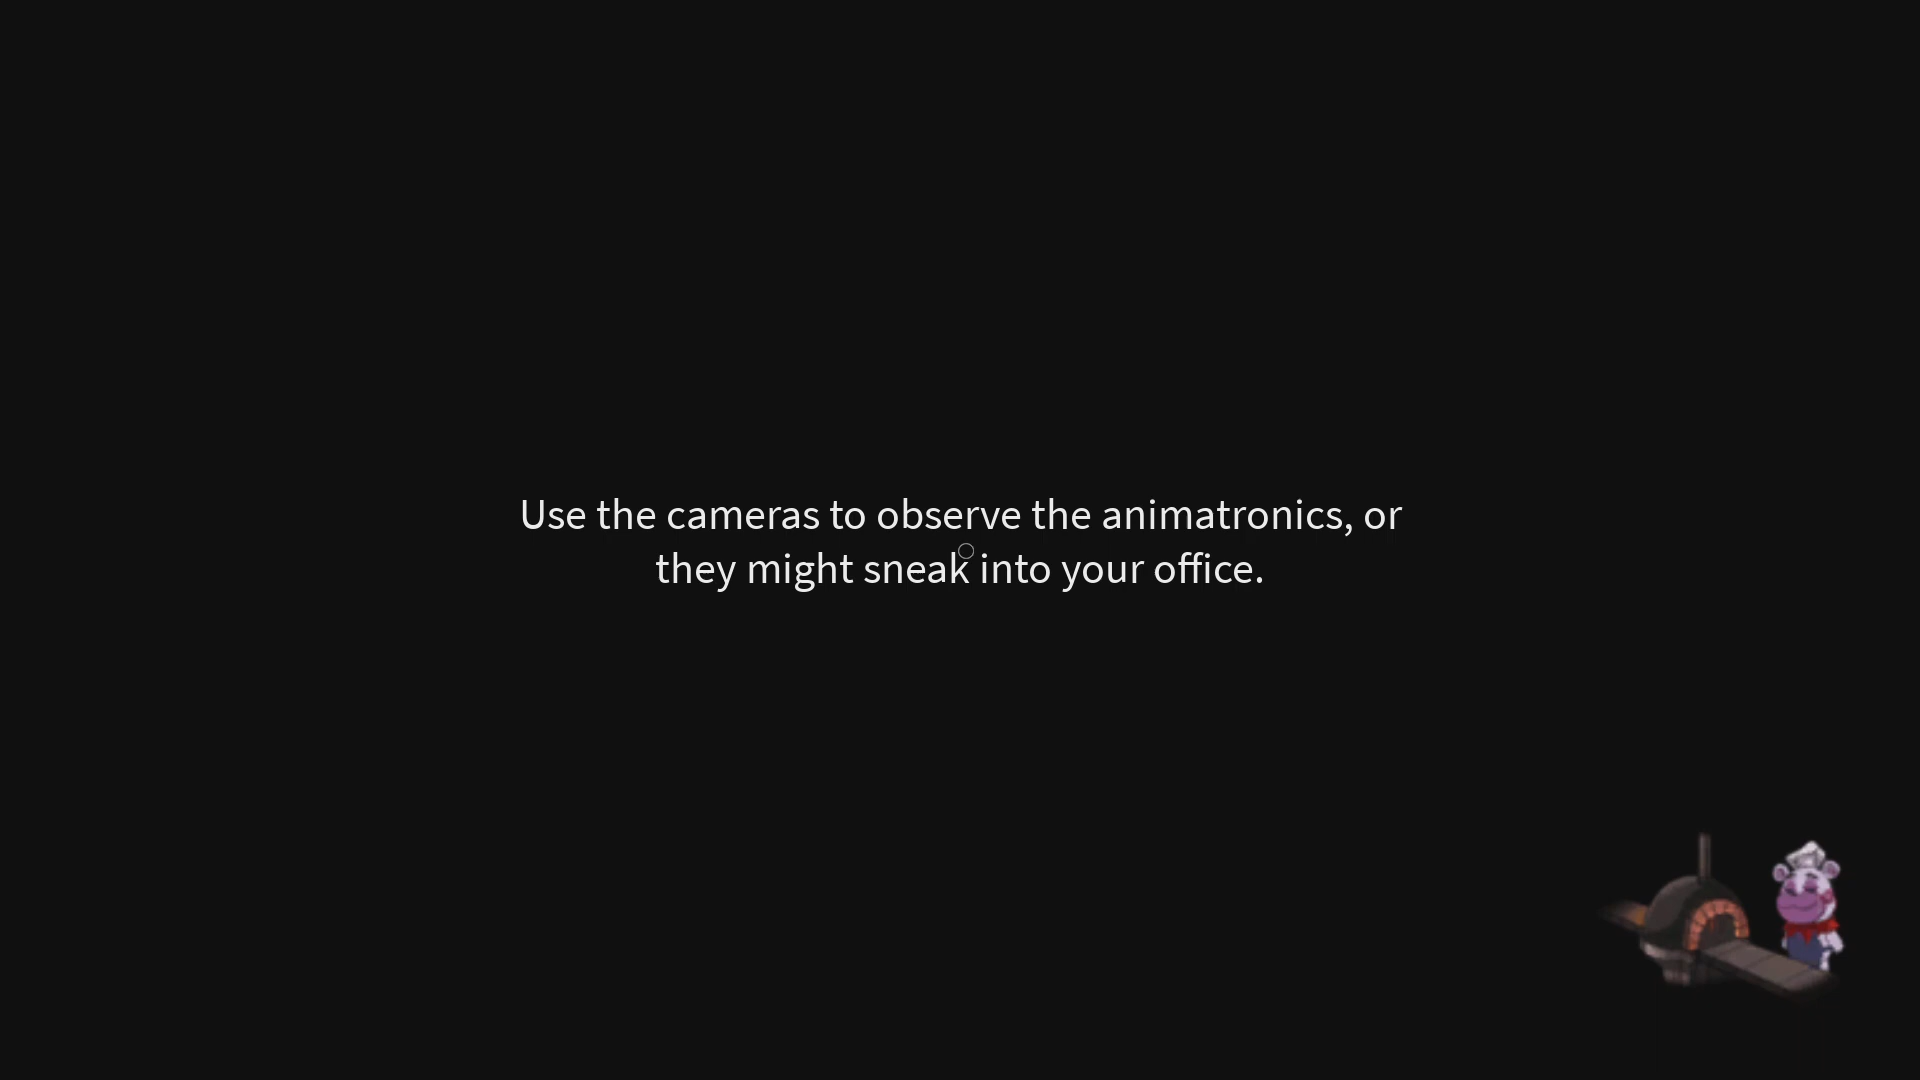 Use the cameras to observe the animatronics, or
they might sneak into your office.